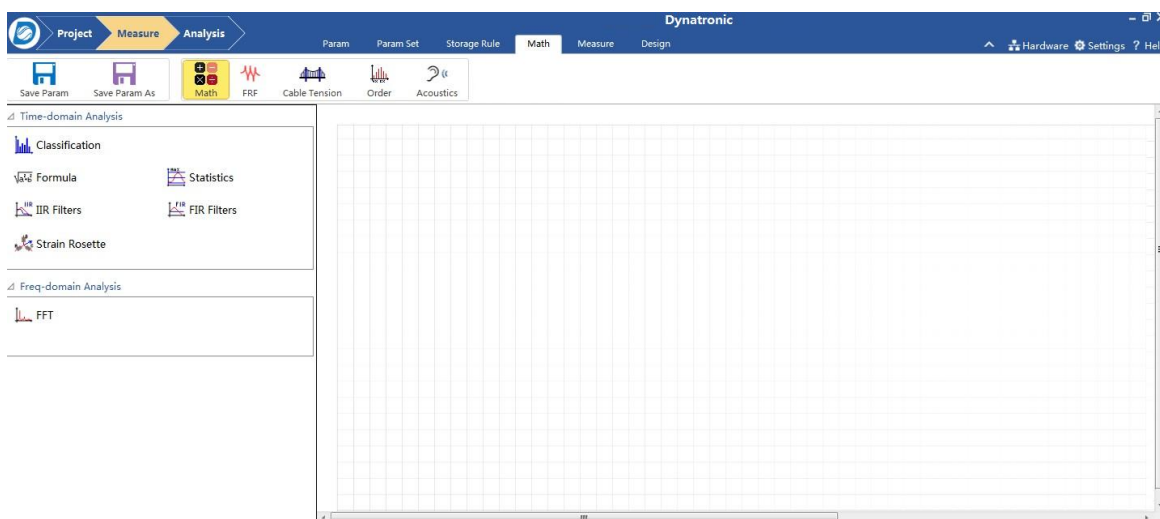 Dynatronic
Project Measure Analysis
Param Param Set Storage Rule Math Measure Design
Hardware Settings ? Hel
Save Param Save Param As Math FRF Cable Tension Order Acoustics
Time-domain Analysis
Classification
Formula Statistics
IIR Filters FIR Filters
Strain Rosette
Freq-domain Analysis
FFT